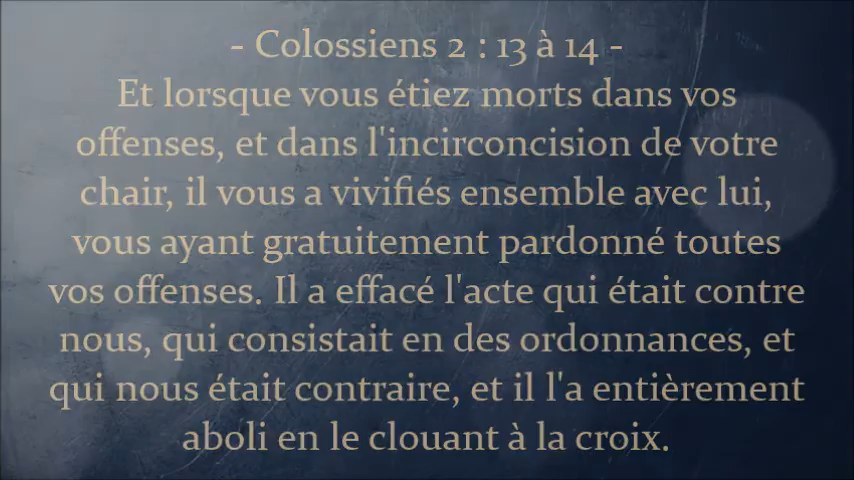 - Colossiens 2 : 13 à 14 -
Et lorsque vous étiez morts dans vos
offenses, et dans l'incirconcision de votre
chair, il vous a vivifiés ensemble avec lui,
vous ayant gratuitement pardonné toutes
vos offenses. Il a effacé l'acte qui était contre
nous, qui consistait en des ordonnances, et
qui nous était contraire, et il l'a entièrement
aboli en le clouant à la croix.